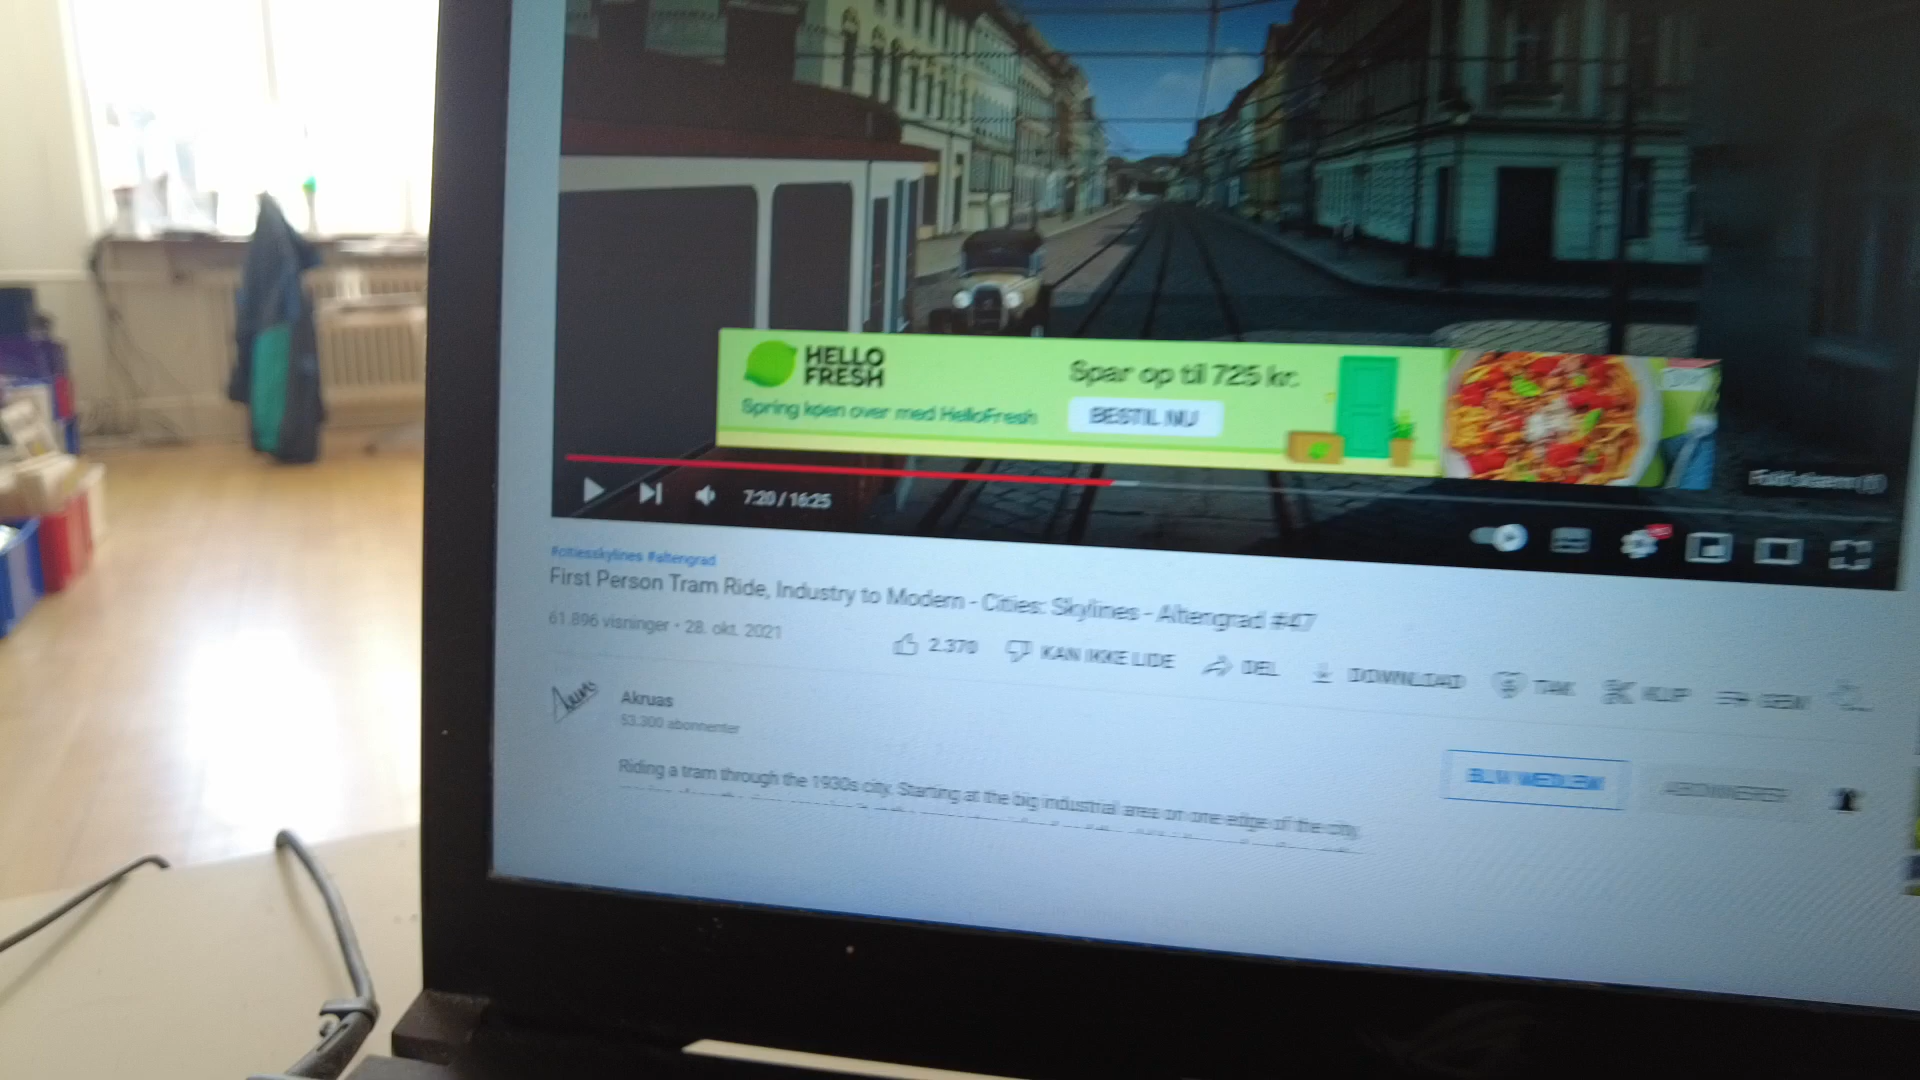 HELLO
FRESH
Spar op til 725 kr.
Spring køen over med HelloFresh
BESTIL NU
7:20 / 16:25
#citiesskylines #altengrad
First Person Tram Ride, Industry to Modern - Cities: Skylines - Altengrad #47
61.896 visninger • 28. okt. 2021
2.370 KAN IKKE LIDE DEL DOWNLOAD TAK KLIP GEM
Akruas
53.300 abonnenter
BLIV MEDLEM ABONNERER
Riding a tram through the 1930s city. Starting at the big industrial area on one edge of the city,